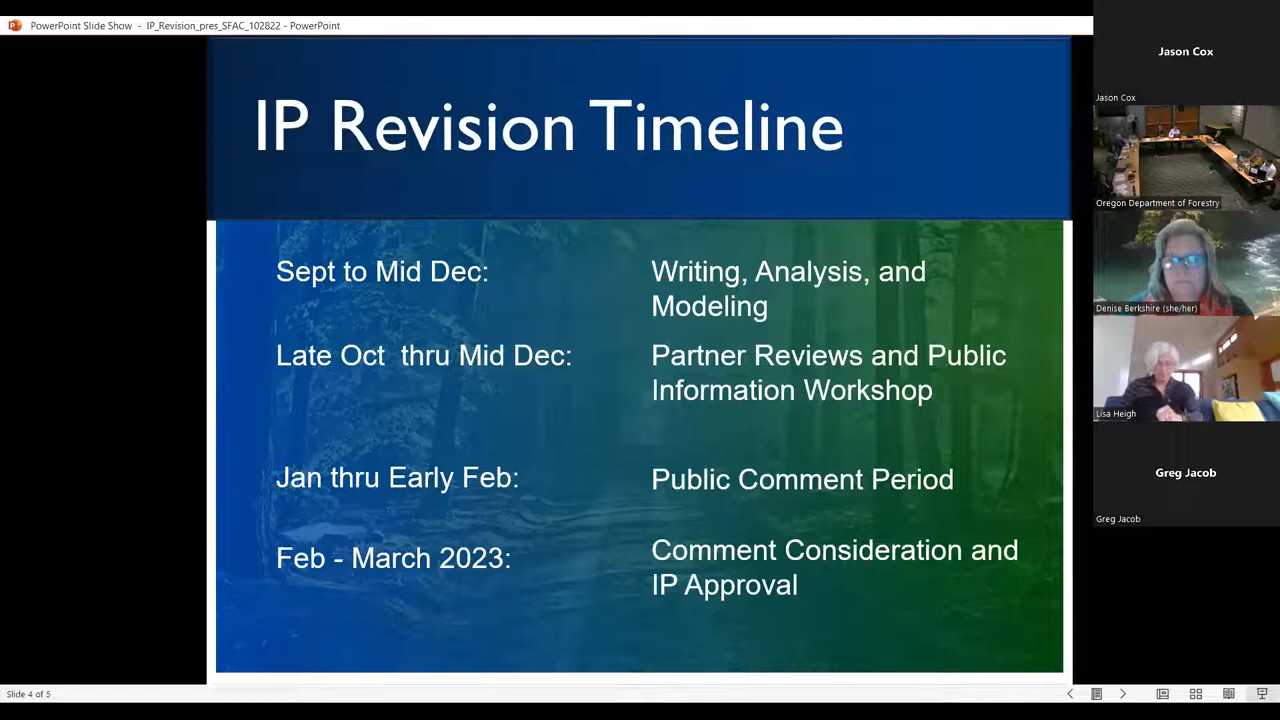 PowerPoint Slide Show - IP_Revision_pres_SFAC_102822 - PowerPoint
IP Revision Timeline
Sept to Mid Dec:
Writing, Analysis, and
Modeling
Late Oct thru Mid Dec:
Partner Reviews and Public
Information Workshop
Jan thru Early Feb:
Public Comment Period
Feb - March 2023:
Comment Consideration and
IP Approval
Slide 4 of 5
Jason Cox
Jason Cox
Oregon Department of Forestry
Denise Berkshire (she/her)
Lisa Heigh
Greg Jacob
Greg Jacob